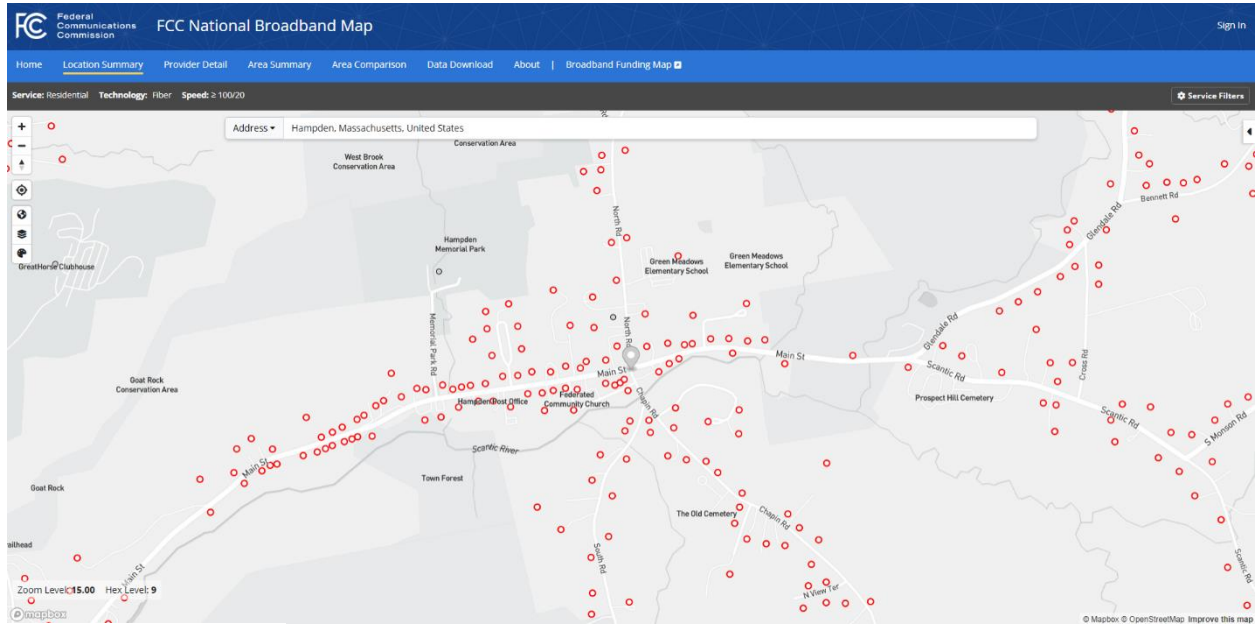 FC
Federal
Communications
Commission
FCC National Broadband Map
Sign In
Home Location Summary Provider Detail Area Summary Area Comparison Data Download About | Broadband Funding Map
Service: Residential Technology: Fiber Speed: ≥ 100/20
Service Filters
Address Hampden, Massachusetts, United States
Conservation Area
West Brook
Conservation Area
Bennett Rd
North Rd
Glendale Rd
Hampden
Memorial Park
Green Meadows
Elementary School
Green Meadows
Elementary School
GreatHorse Clubhouse
Memorial Park Rd
North Rd
Glendale Rd
Main St
Main St
Scantic Rd
Cross Rd
Goat Rock
Conservation Area
Hampden Post Office
Federated
Community Church
Prospect Hill Cemetery
Chapin Rd
Scantic Rd
S Monson Rd
Scantic River
Main St
Goat Rock
Town Forest
The Old Cemetery
Chapin Rd
ailhead
South Rd
Main St
Scantic Rd
N View Ter
Zoom Level: 15.00 Hex Level: 9
mapbox
© Mapbox © OpenStreetMap Improve this map